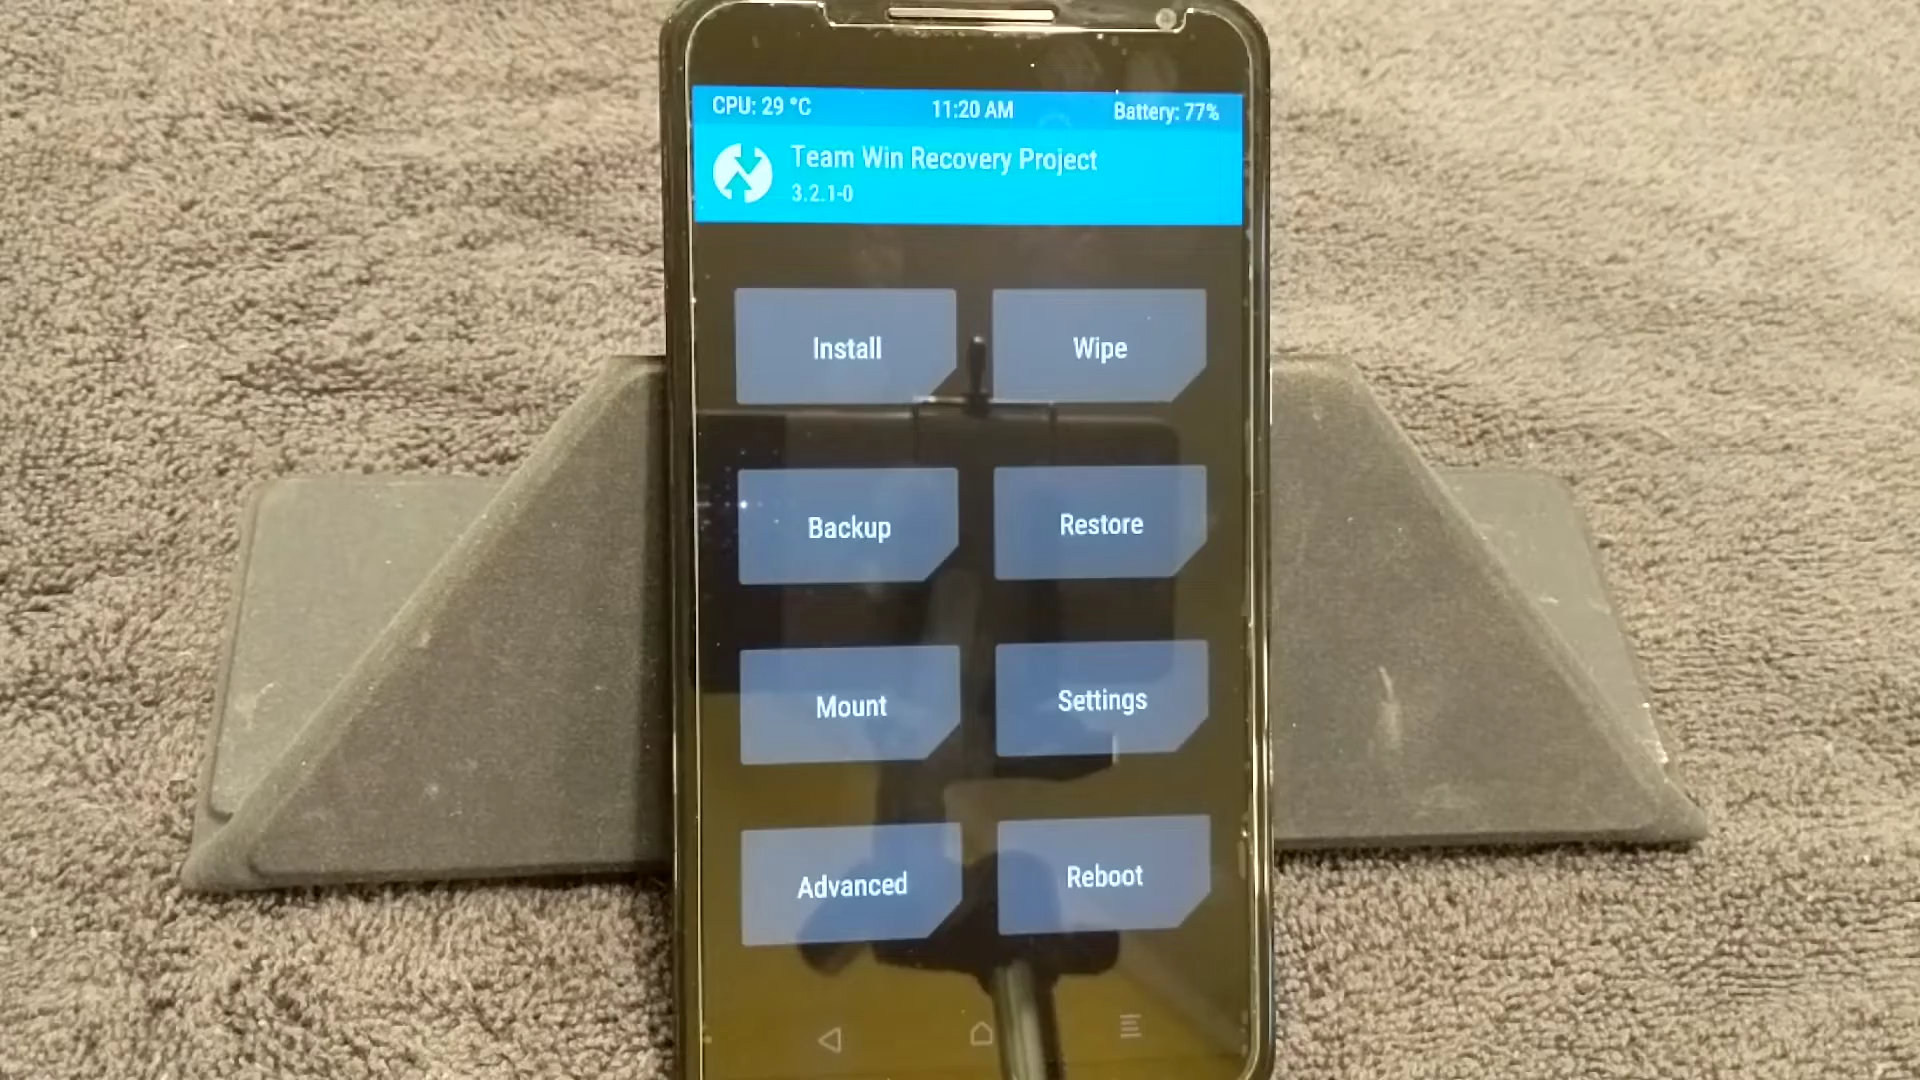 CPU: 29 °C 11:20 AM Battery: 77%
Team Win Recovery Project
3.2.1-0
Install Wipe
Backup Restore
Mount Settings
Advanced Reboot